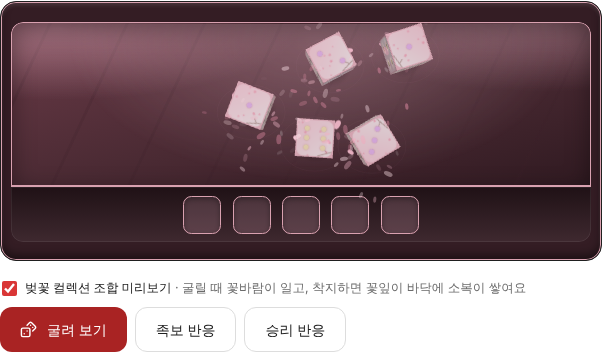 벚꽃 컬렉션 조합 미리보기 · 굴릴 때 꽃바람이 일고, 착지하면 꽃잎이 바닥에 소복이 쌓여요
굴려 보기 족보 반응 승리 반응